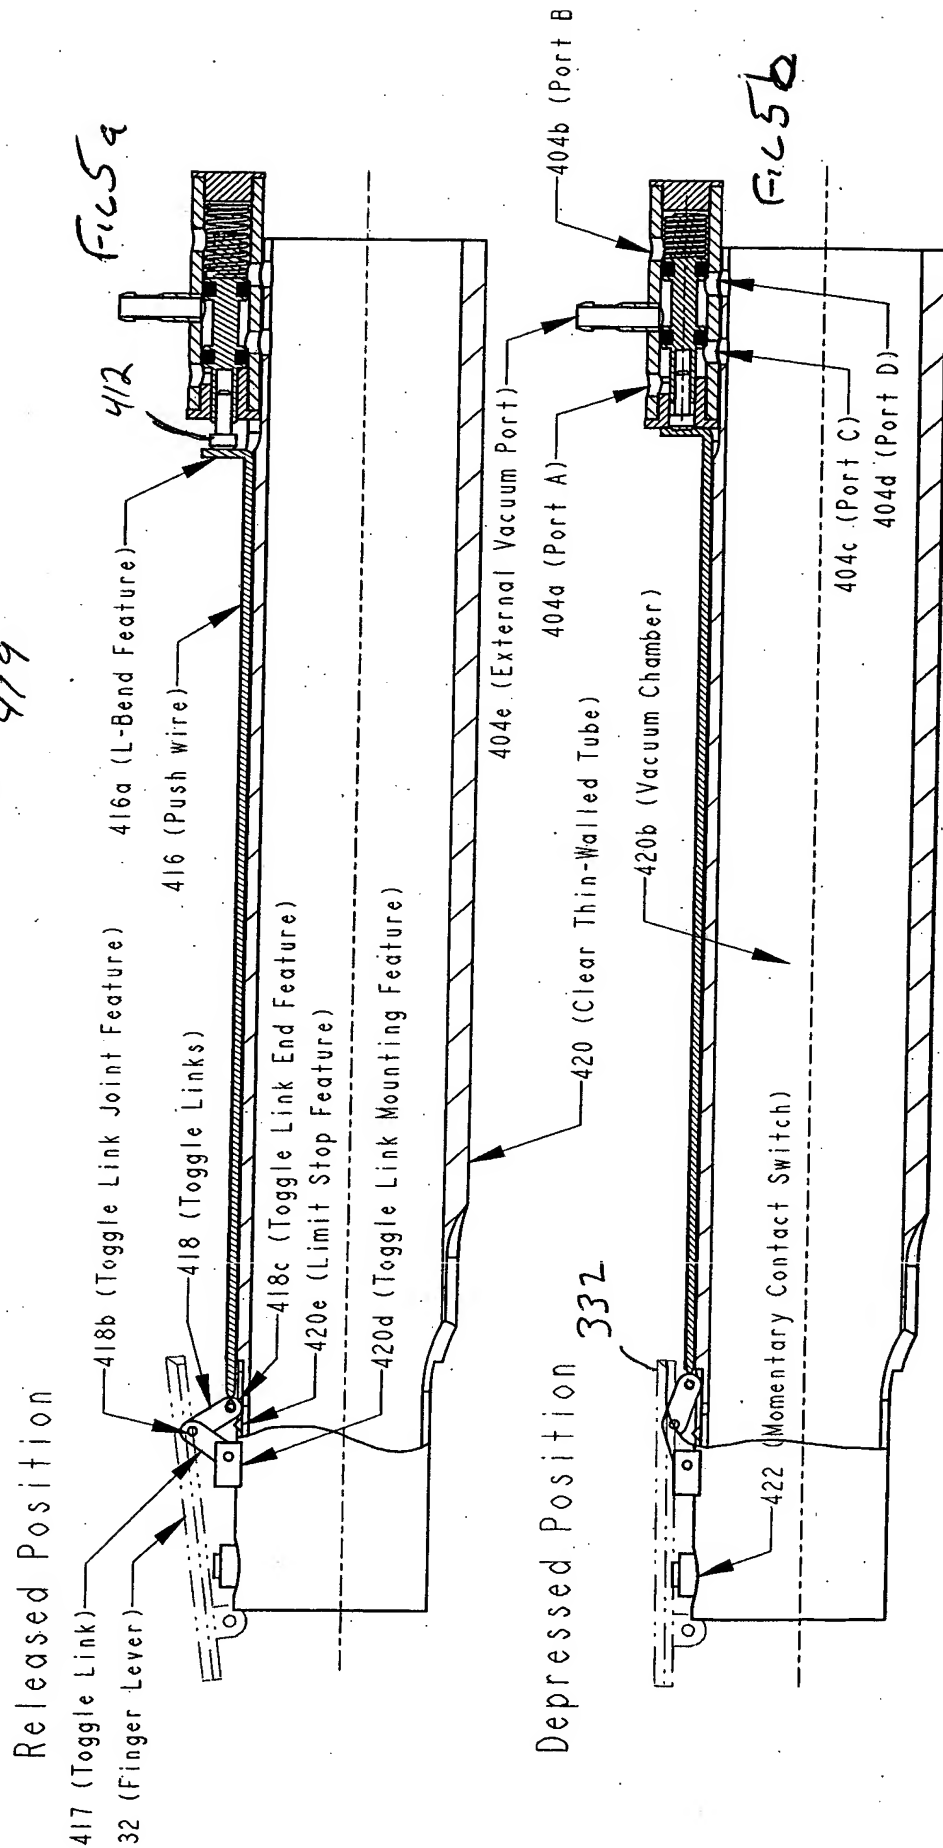 Released Position
417 (Toggle Link)
32 (Finger Lever)
418b (Toggle Link Joint Feature)
418 (Toggle Links)
418c (Toggle Link End Feature)
420e (Limit Stop Feature)
420d (Toggle Link Mounting Feature)
416a (L-Bend Feature)
416 (Push wire)
412
Fig 5a
419
420 (Clear Thin-Walled Tube)
Depressed Position
332
422 (Momentary Contact Switch)
420b (Vacuum Chamber)
404e (External Vacuum Port)
404a (Port A)
404b (Port B
404c (Port C)
404d (Port D)
Fig 5b